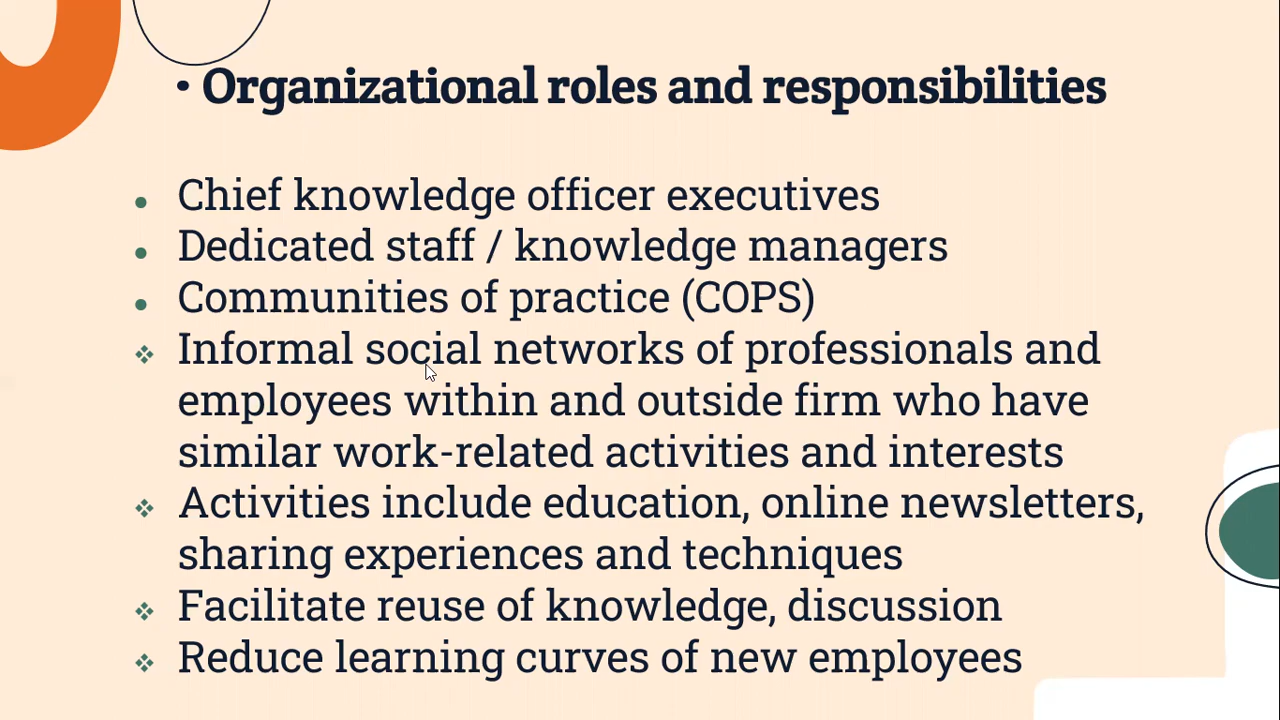 • Organizational roles and responsibilities
• Chief knowledge officer executives
• Dedicated staff / knowledge managers
• Communities of practice (COPS)
❖ Informal social networks of professionals and
employees within and outside firm who have
similar work-related activities and interests
❖ Activities include education, online newsletters,
sharing experiences and techniques
❖ Facilitate reuse of knowledge, discussion
❖ Reduce learning curves of new employees